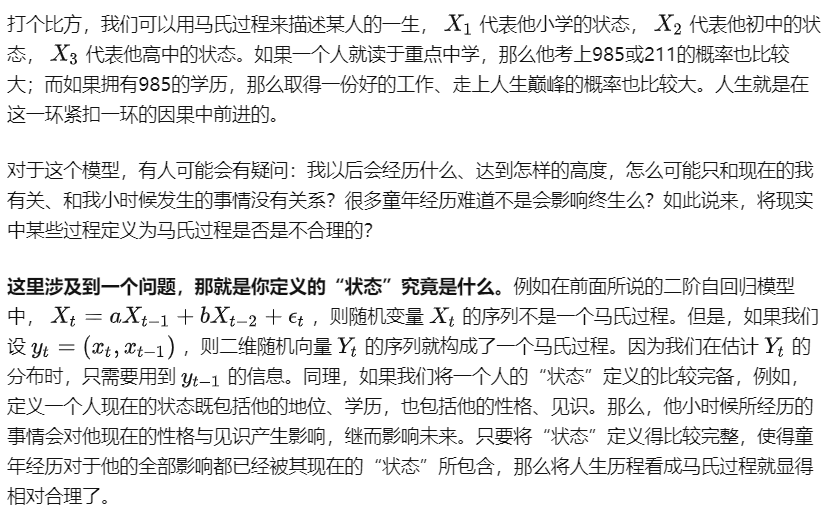 打个比方，我们可以用马氏过程来描述某人的一生， X₁ 代表他小学的状态， X₂ 代表他初中的状
态， X₃ 代表他高中的状态。如果一个人就读于重点中学，那么他考上985或211的概率也比较
大；而如果拥有985的学历，那么取得一份好的工作、走上人生巅峰的概率也比较大。人生就是在
这一环紧扣一环的因果中前进的。
对于这个模型，有人可能会有疑问：我以后会经历什么、达到怎样的高度，怎么可能只和现在的我
有关、和我小时候发生的事情没有关系？很多童年经历难道不是会影响终生么？如此说来，将现实
中某些过程定义为马氏过程是否是不合理的？
这里涉及到一个问题，那就是你定义的“状态”究竟是什么。例如在前面所说的二阶自回归模型
中， Xₜ = aXₜ₋₁ + bXₜ₋₂ + ϵₜ ，则随机变量 Xₜ 的序列不是一个马氏过程。但是，如果我们
设 yₜ = (xₜ, xₜ₋₁) ，则二维随机向量 Yₜ 的序列就构成了一个马氏过程。因为我们在估计 Yₜ 的
分布时，只需要用到 yₜ₋₁ 的信息。同理，如果我们将一个人的“状态”定义的比较完备，例如，
定义一个人现在的状态既包括他的地位、学历，也包括他的性格、见识。那么，他小时候所经历的
事情会对他现在的性格与见识产生影响，继而影响未来。只要将“状态”定义得比较完整，使得童
年经历对于他的全部影响都已经被其现在的“状态”所包含，那么将人生历程看成马氏过程就显得
相对合理了。